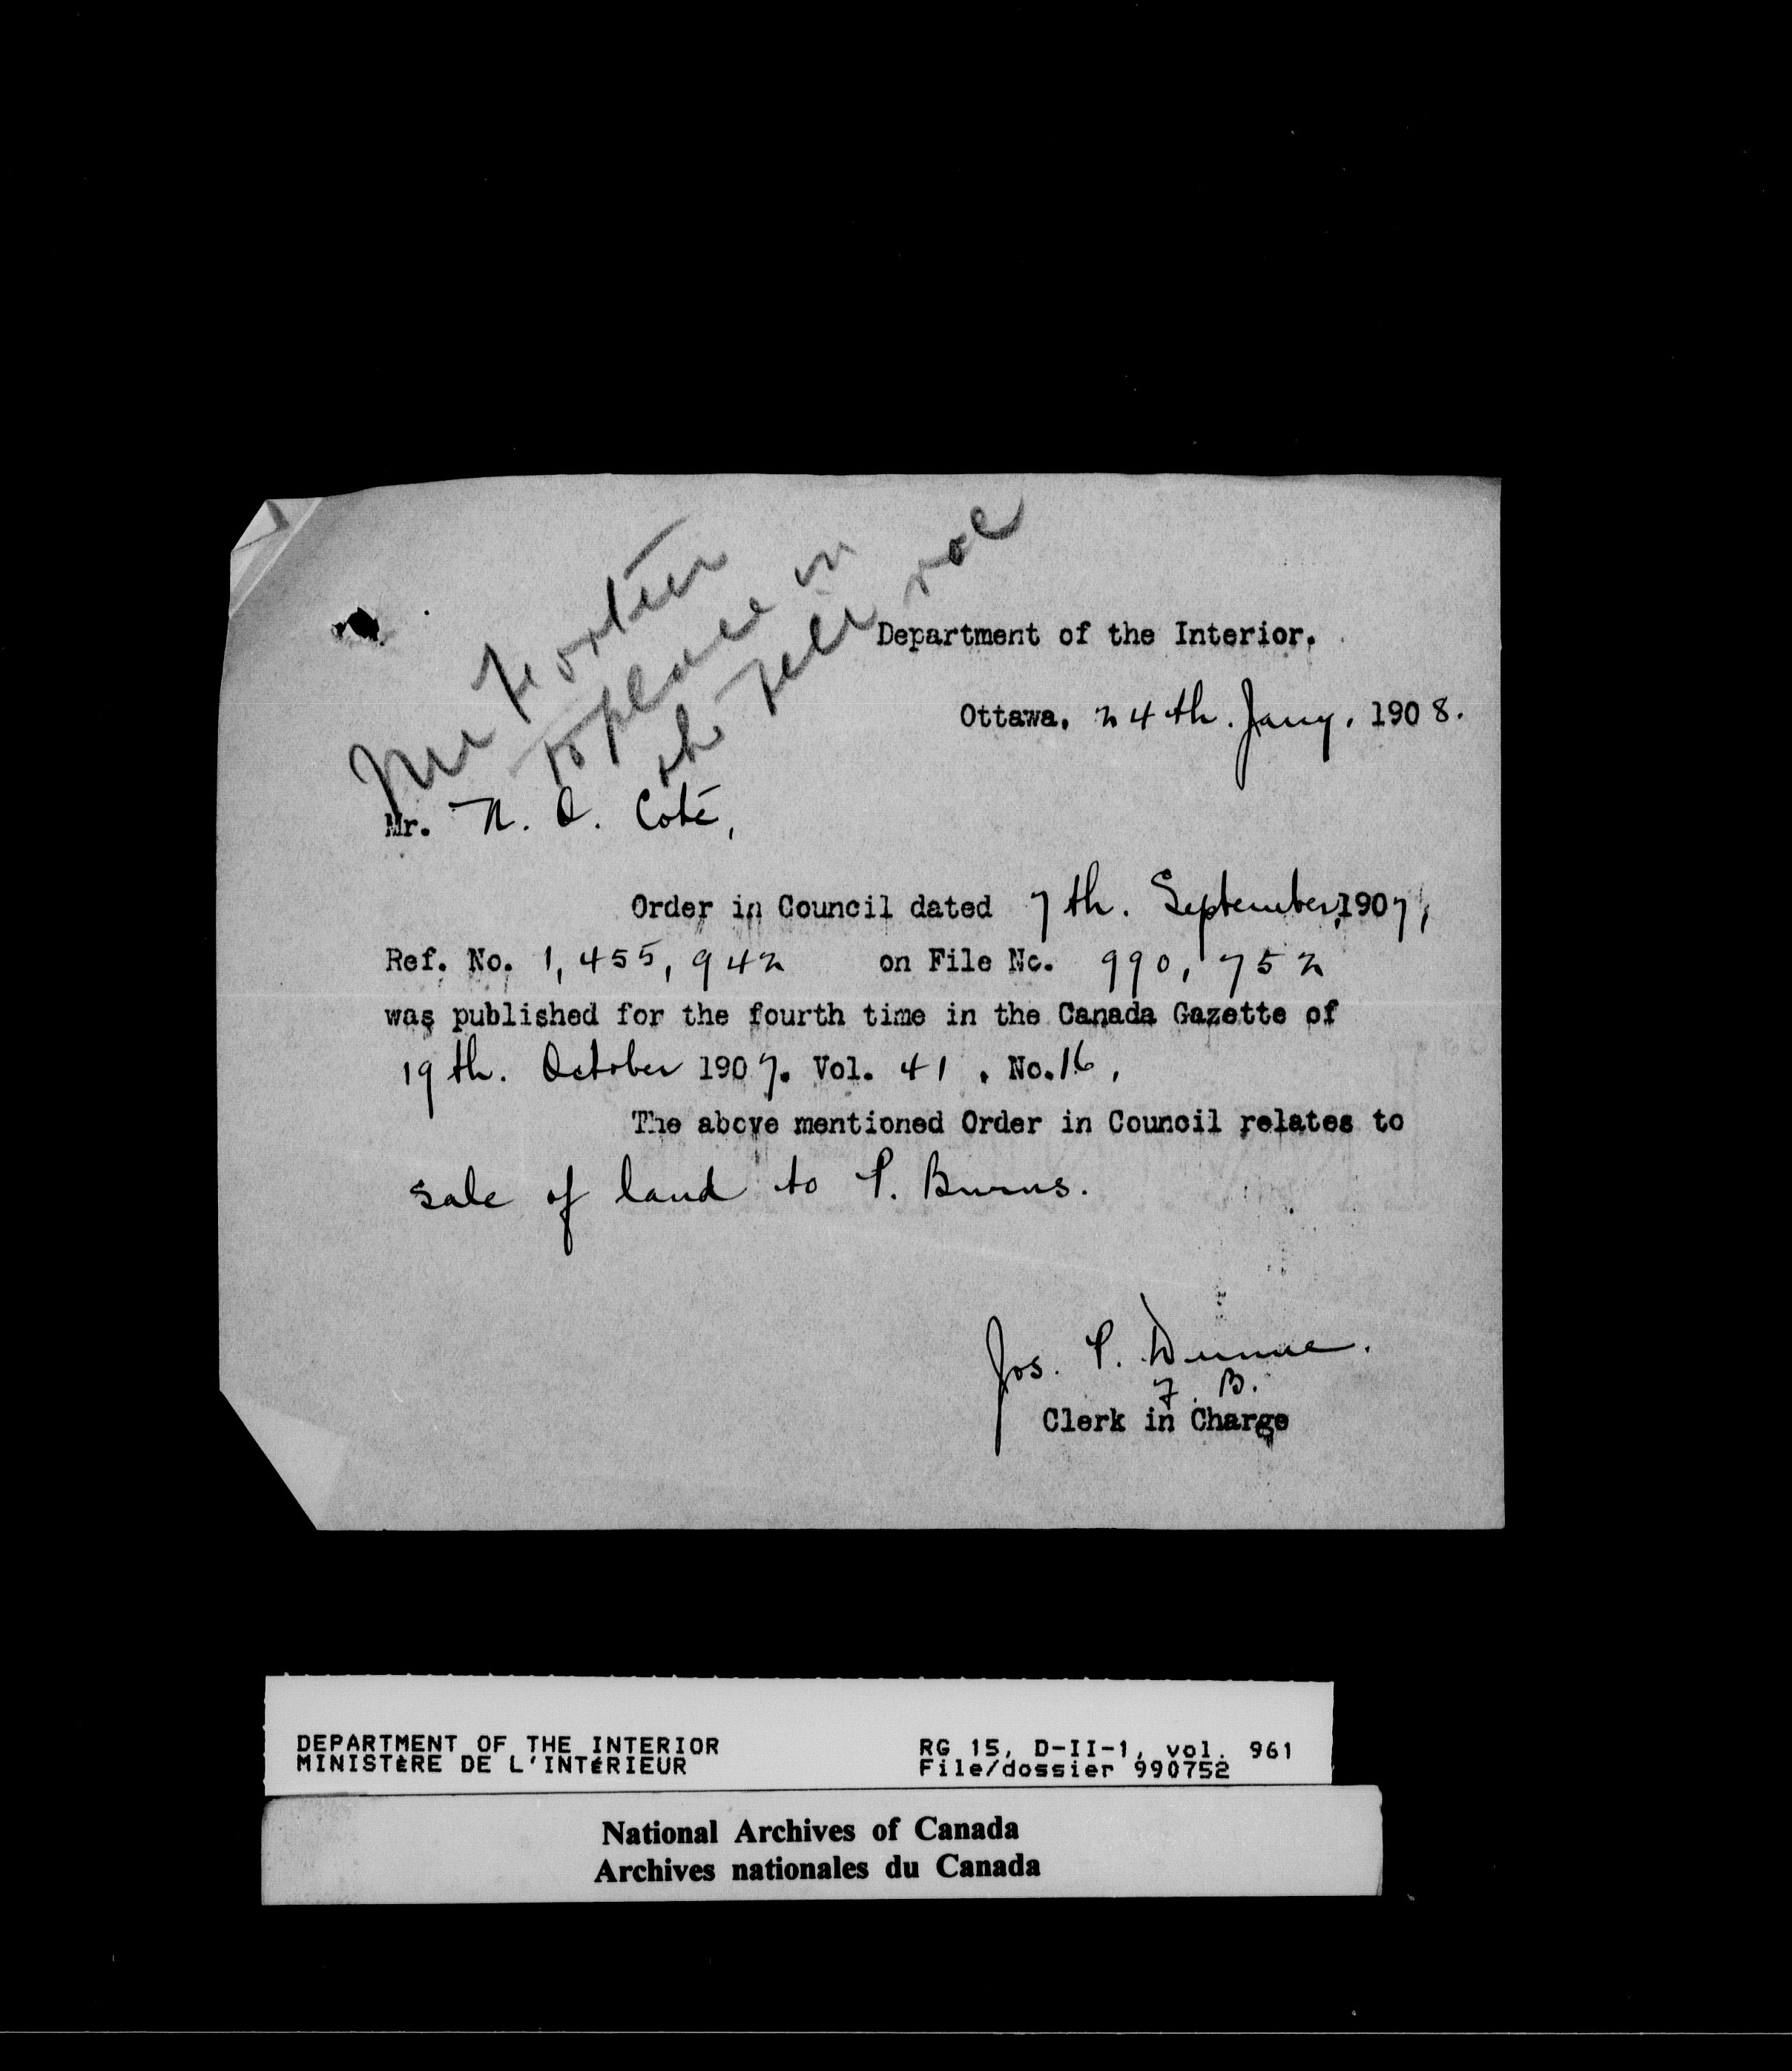 Mr Fortier
to place in
the
Department of the Interior.
Ottawa, 24th. Jany. 1908.
Mr. N. O. Coté,
Order in Council dated 7th. September, 1907,
Ref. No. 1,455,942 on File No. 990,752
was published for the fourth time in the Canada Gazette of
19th. October 1907. Vol. 41 . No. 16,
The above mentioned Order in Council relates to
sale of land to P. Burns.
Jos. P. Dunne.
F. B.
Clerk in Charge
DEPARTMENT OF THE INTERIOR RG 15, D-II-1, vol. 961
MINISTÈRE DE L'INTÉRIEUR File/dossier 990752
National Archives of Canada
Archives nationales du Canada